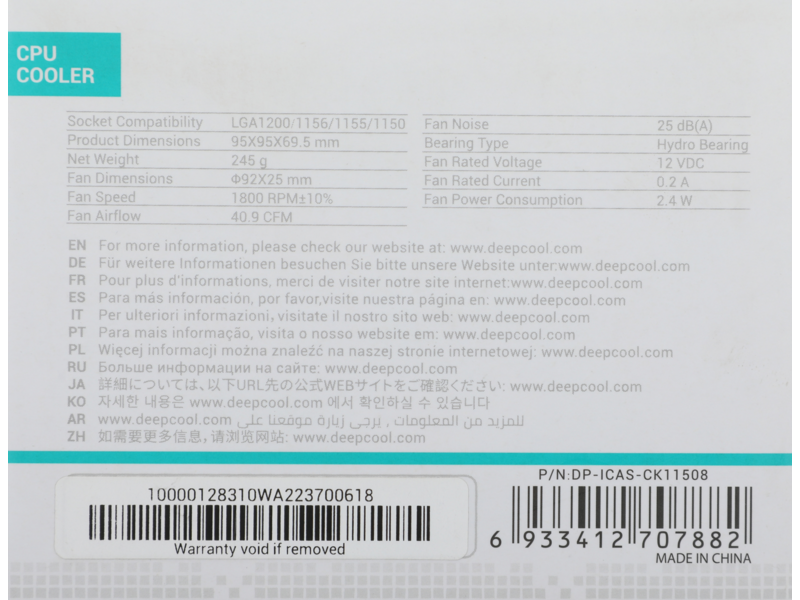 CPU
COOLER
Socket Compatibility LGA1200/1156/1155/1150
Product Dimensions 95X95X69.5 mm
Net Weight 245 g
Fan Dimensions Φ92X25 mm
Fan Speed 1800 RPM±10%
Fan Airflow 40.9 CFM
Fan Noise 25 dB(A)
Bearing Type Hydro Bearing
Fan Rated Voltage 12 VDC
Fan Rated Current 0.2 A
Fan Power Consumption 2.4 W
EN For more information, please check our website at: www.deepcool.com
DE Für weitere Informationen besuchen Sie bitte unsere Website unter:www.deepcool.com
FR Pour plus d'informations, merci de visiter notre site internet:www.deepcool.com
ES Para más información, por favor,visite nuestra página en: www.deepcool.com
IT Per ulteriori informazioni, visitate il nostro sito web: www.deepcool.com
PT Para mais informação, visita o nosso website em: www.deepcool.com
PL Więcej informacji można znaleźć na naszej stronie internetowej: www.deepcool.com
RU Больше информации на сайте: www.deepcool.com
JA 詳細については、以下URL先の公式WEBサイトをご確認ください: www.deepcool.com
KO 자세한 내용은 www.deepcool.com 에서 확인하실 수 있습니다
AR للمزيد من المعلومات , يرجى زيارة موقعنا على www.deepcool.com
ZH 如需要更多信息，请浏览网站: www.deepcool.com
10000128310WA223700618
Warranty void if removed
P/N:DP-ICAS-CK11508
6 933412 707882
MADE IN CHINA